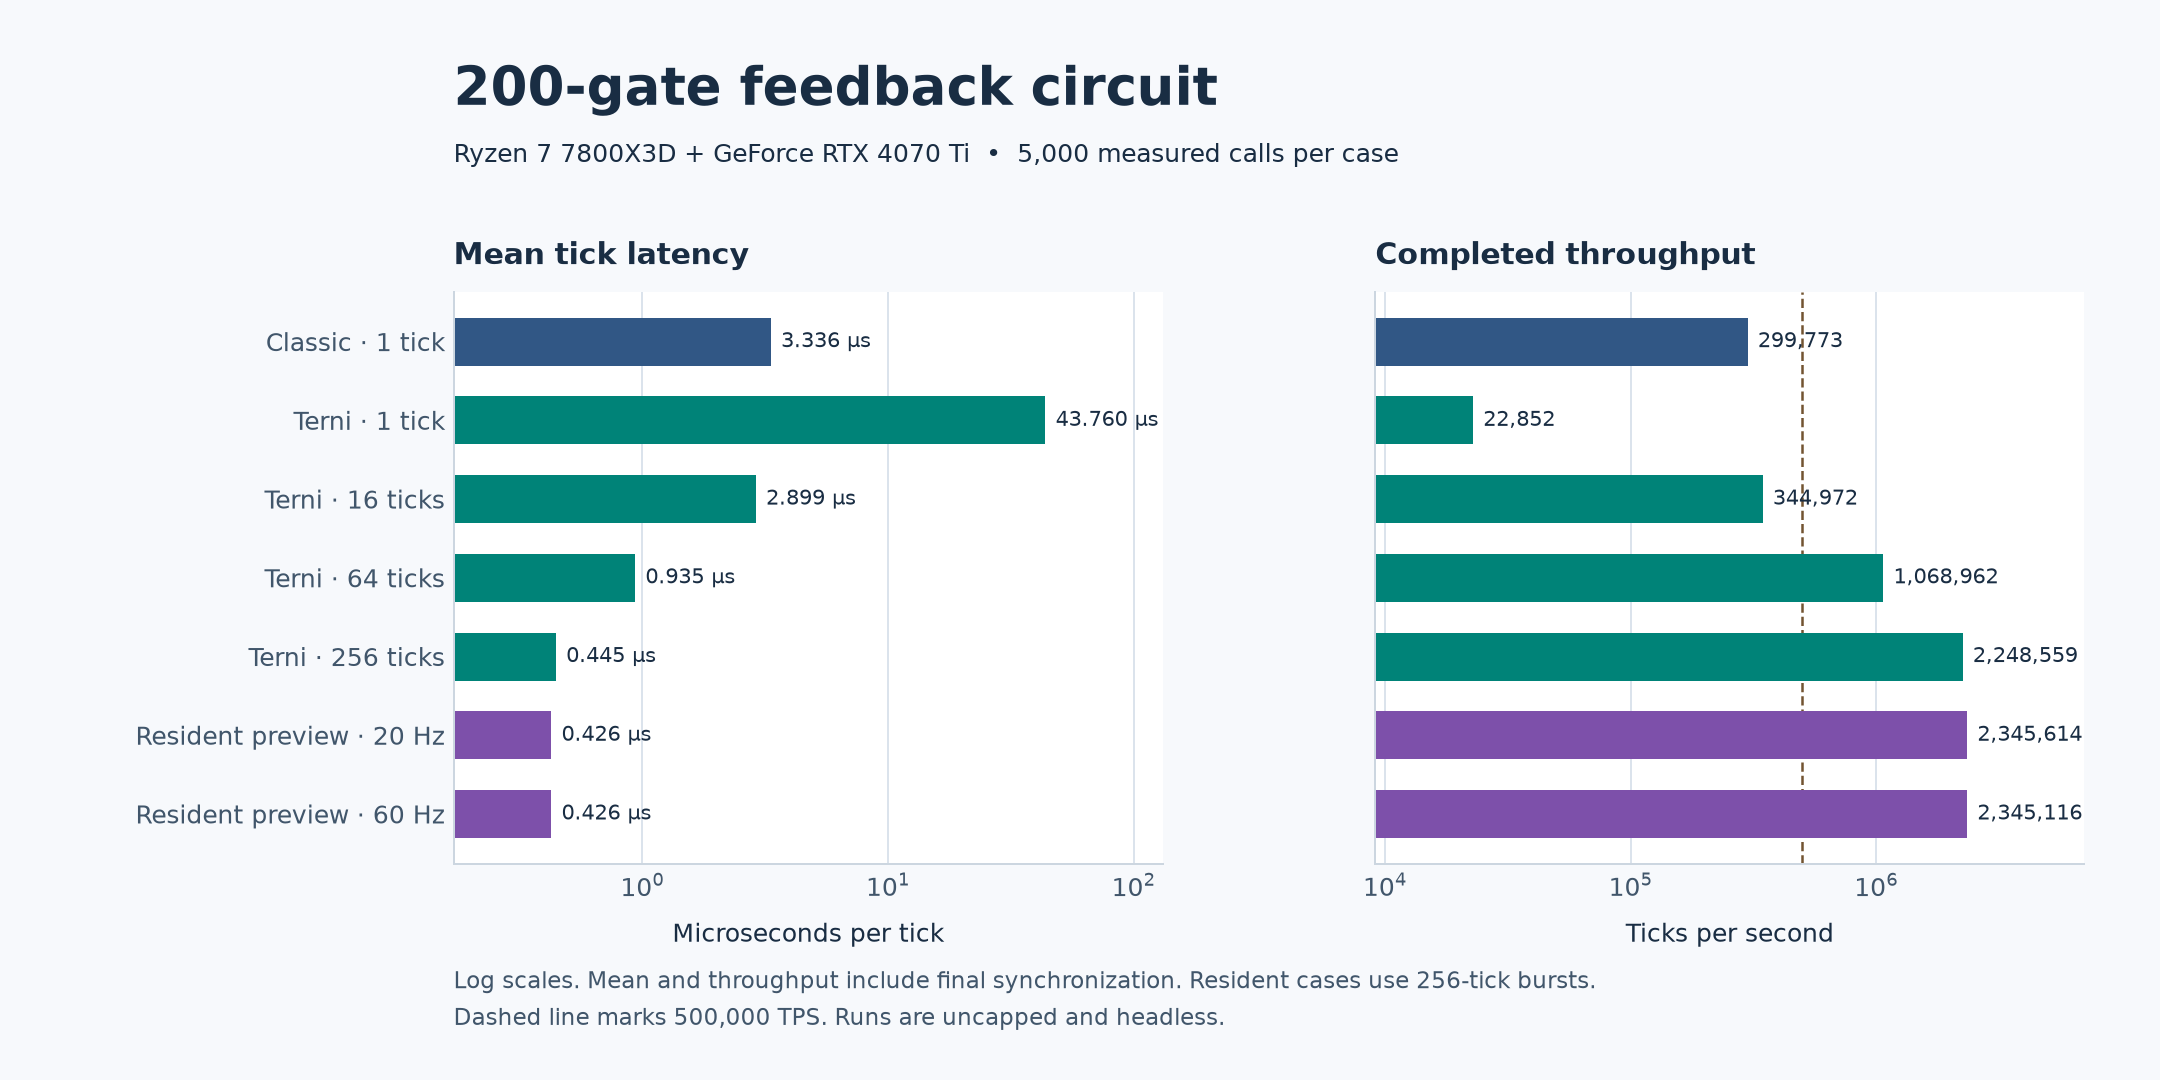 200-gate feedback circuit
Ryzen 7 7800X3D + GeForce RTX 4070 Ti • 5,000 measured calls per case
Mean tick latency
Classic · 1 tick 3.336 µs
Terni · 1 tick 43.760 µs
Terni · 16 ticks 2.899 µs
Terni · 64 ticks 0.935 µs
Terni · 256 ticks 0.445 µs
Resident preview · 20 Hz 0.426 µs
Resident preview · 60 Hz 0.426 µs
10⁰ 10¹ 10²
Microseconds per tick
Completed throughput
299,773
22,852
344,972
1,068,962
2,248,559
2,345,614
2,345,116
10⁴ 10⁵ 10⁶
Ticks per second
Log scales. Mean and throughput include final synchronization. Resident cases use 256-tick bursts.
Dashed line marks 500,000 TPS. Runs are uncapped and headless.